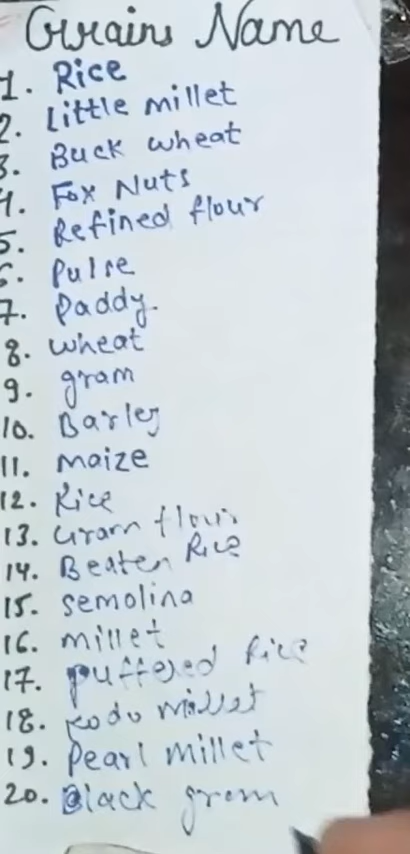 Grains Name
1. Rice
2. Little millet
3. Buck wheat
4. Fox Nuts
5. Refined flour
6. Pulse
7. Paddy.
8. wheat
9. gram
10. Barley
11. maize
12. Rice
13. Gram flour
14. Beaten Rice
15. semolina
16. millet
17. puffered Rice
18. Kodo millet
19. Pearl millet
20. Black grem